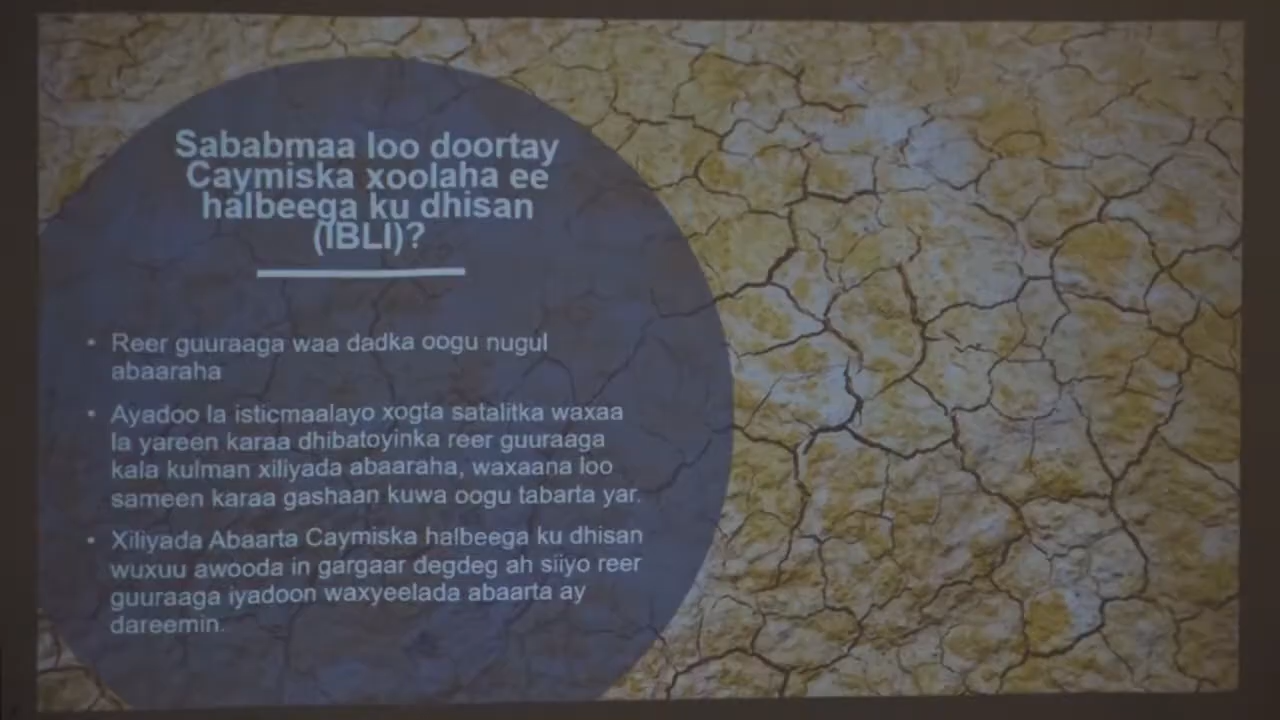 Sababmaa loo doortay
Caymiska xoolaha ee
halbeega ku dhisan
(IBLI)?
• Reer guuraaga waa dadka oogu nugul
abaaraha
• Ayadoo la isticmaalayo xogta satalitka waxaa
la yareen karaa dhibatoyinka reer guuraaga
kala kulman xiliyada abaaraha, waxaana loo
sameen karaa gashaan kuwa oogu tabarta yar.
• Xiliyada Abaarta Caymiska halbeega ku dhisan
wuxuu awooda in gargaar degdeg ah siiyo reer
guuraaga iyadoon waxyeelada abaarta ay
dareemin.